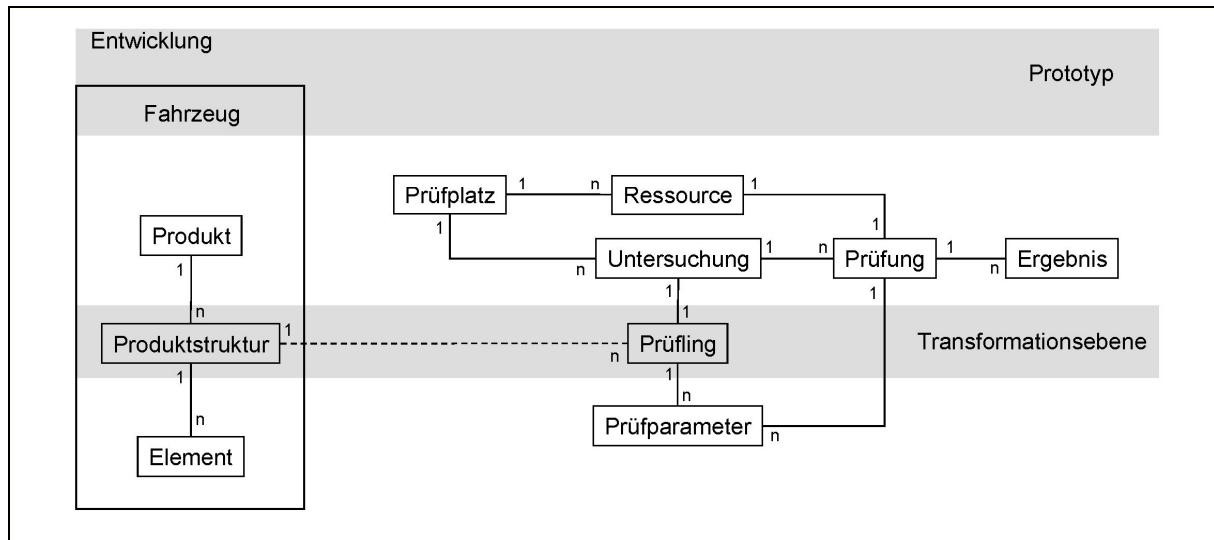 Entwicklung
Prototyp
Fahrzeug
Prüfplatz 1 n Ressource 1
1 1
Produkt
1
Untersuchung 1 n Prüfung 1 n Ergebnis
n
1 1
n 1
Produktstruktur 1 n Prüfling Transformationsebene
1 1
n
n
Prüfparameter n
Element